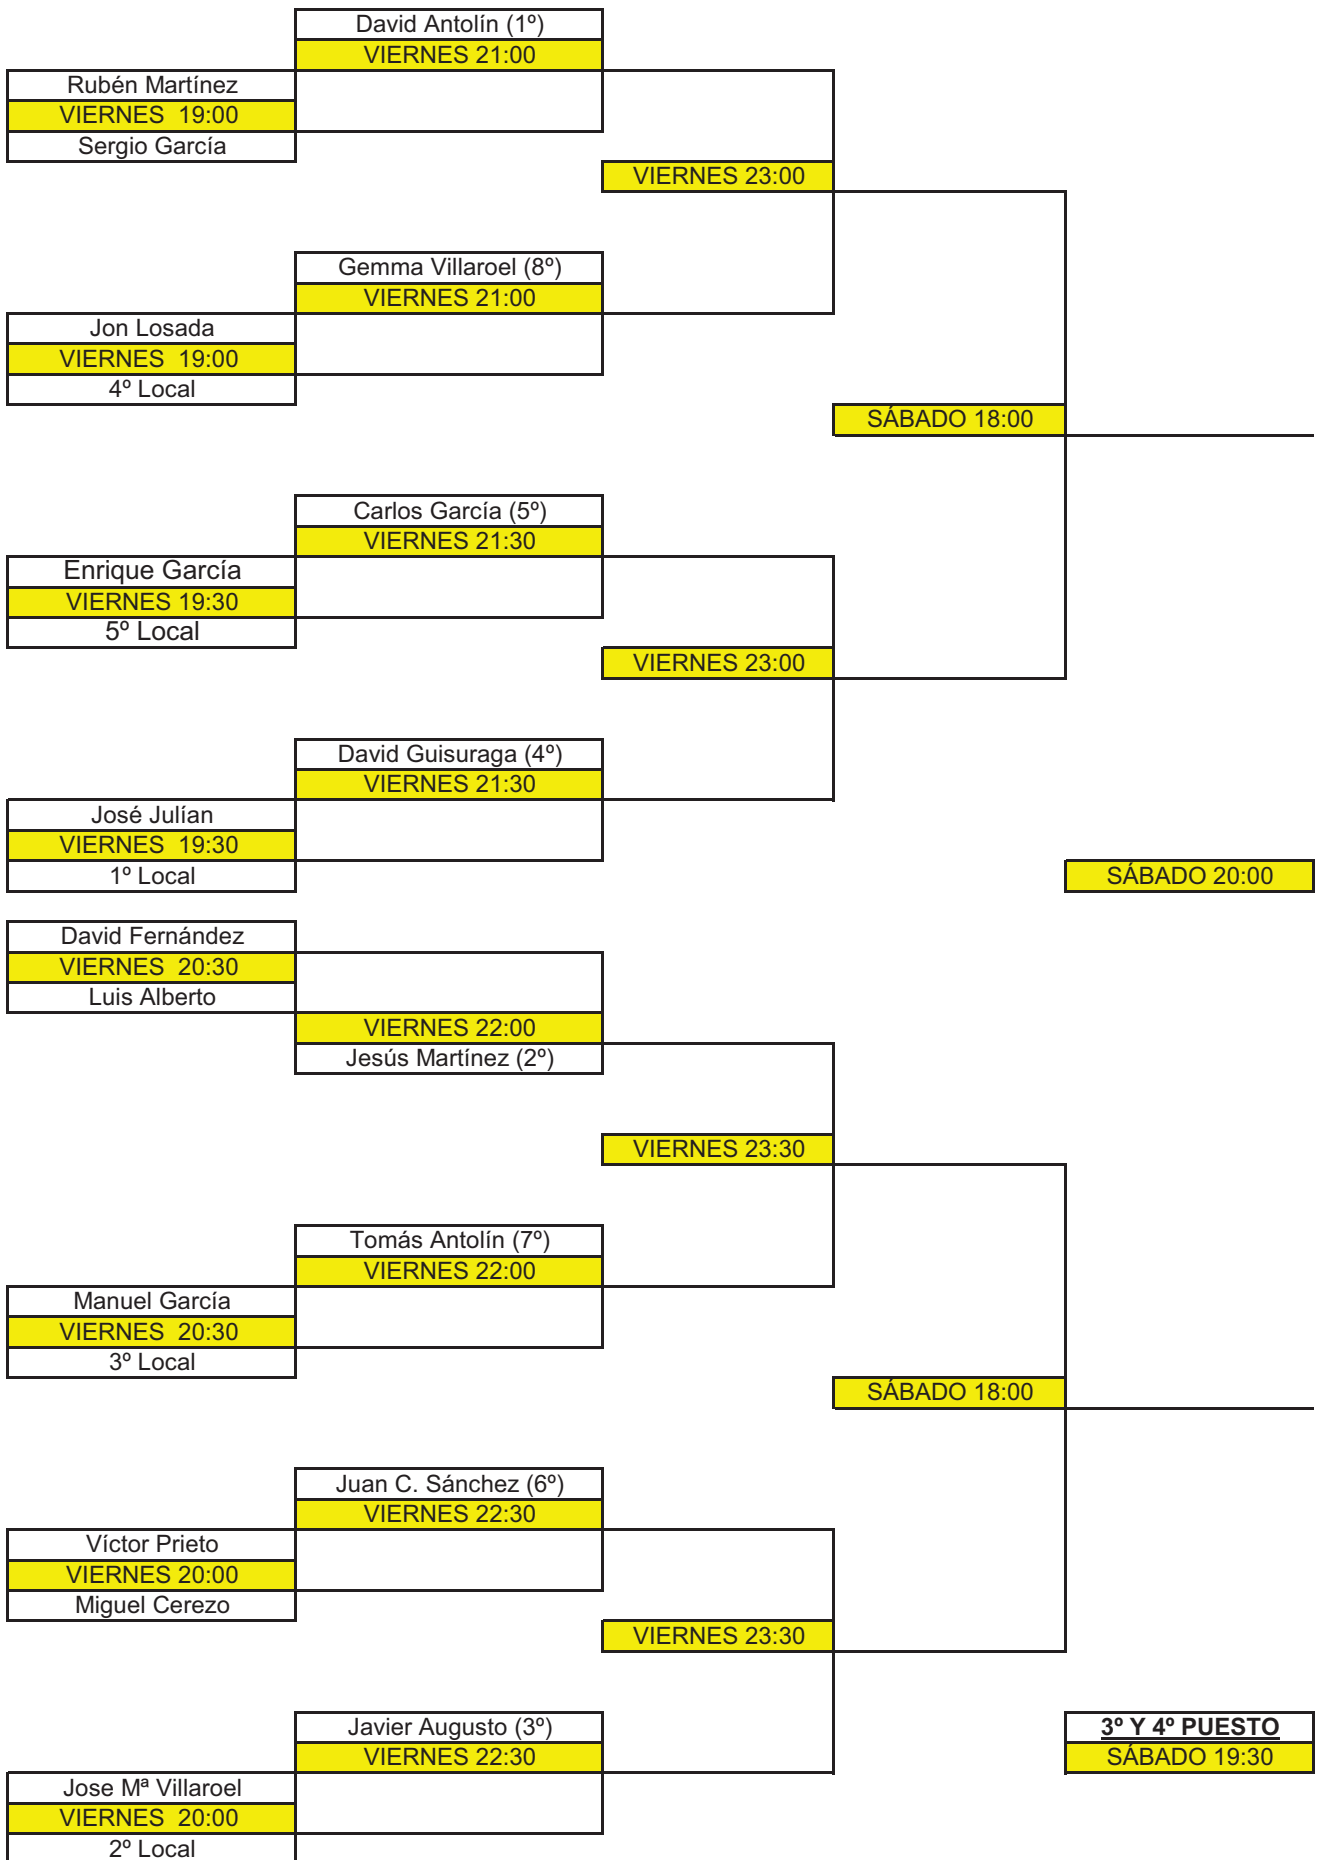 David Antolín (1º)
VIERNES 21:00
Rubén Martínez
VIERNES 19:00
Sergio García
VIERNES 23:00
Gemma Villaroel (8º)
VIERNES 21:00
Jon Losada
VIERNES 19:00
4º Local
SÁBADO 18:00
Carlos García (5º)
VIERNES 21:30
Enrique García
VIERNES 19:30
5º Local
VIERNES 23:00
David Guisuraga (4º)
VIERNES 21:30
José Julían
VIERNES 19:30
1º Local
SÁBADO 20:00
David Fernández
VIERNES 20:30
Luis Alberto
VIERNES 22:00
Jesús Martínez (2º)
VIERNES 23:30
Tomás Antolín (7º)
VIERNES 22:00
Manuel García
VIERNES 20:30
3º Local
SÁBADO 18:00
Juan C. Sánchez (6º)
VIERNES 22:30
Víctor Prieto
VIERNES 20:00
Miguel Cerezo
VIERNES 23:30
Javier Augusto (3º)
VIERNES 22:30
3º Y 4º PUESTO
SÁBADO 19:30
Jose Mª Villaroel
VIERNES 20:00
2º Local